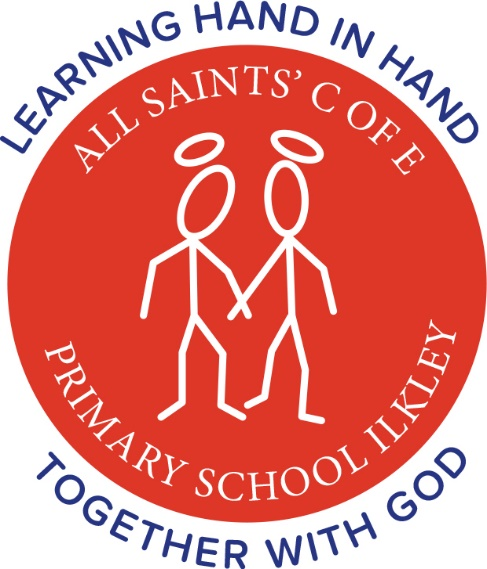 LEARNING HAND IN HAND
ALL SAINTS' C OF E
PRIMARY SCHOOL ILKLEY
TOGETHER WITH GOD